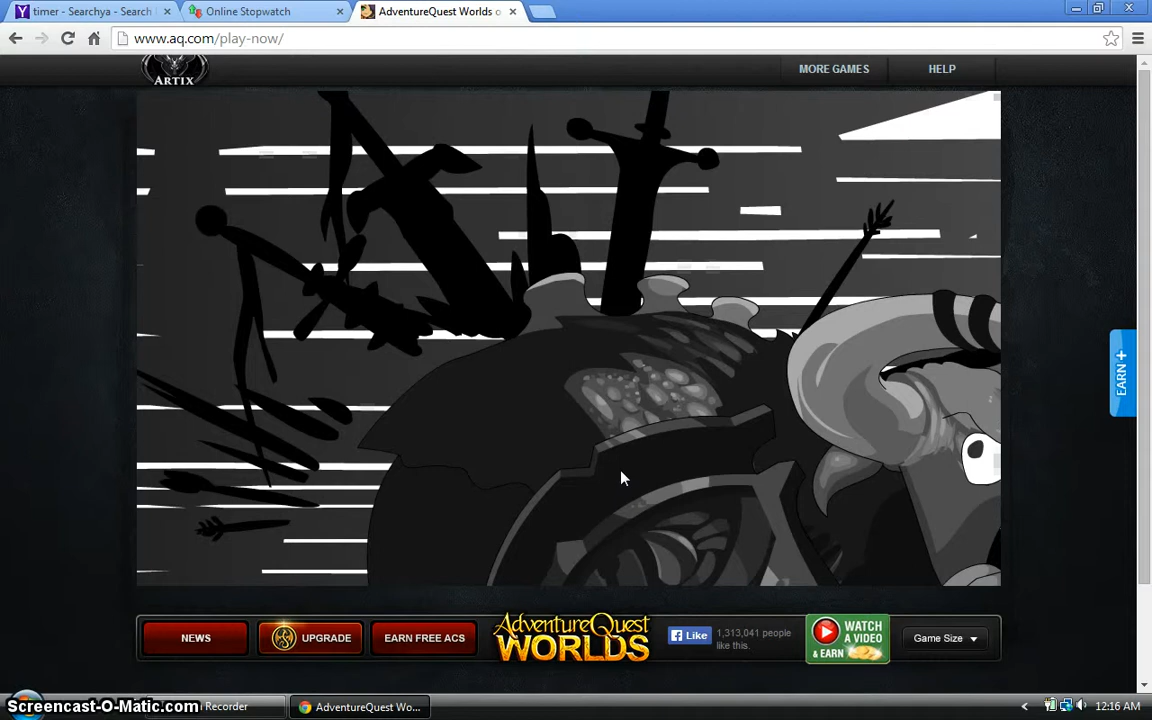 timer - Searchya - Search
Online Stopwatch
AdventureQuest Worlds o
www.aq.com/play-now/
ARTIX
MORE GAMES
HELP
EARN +
NEWS
UPGRADE
EARN FREE ACS
AdventureQuest
WORLDS
Like
1,313,041 people
like this.
WATCH
A VIDEO
& EARN
Game Size
Screencast-O-Matic.com
Recorder
AdventureQuest Wo...
12:16 AM